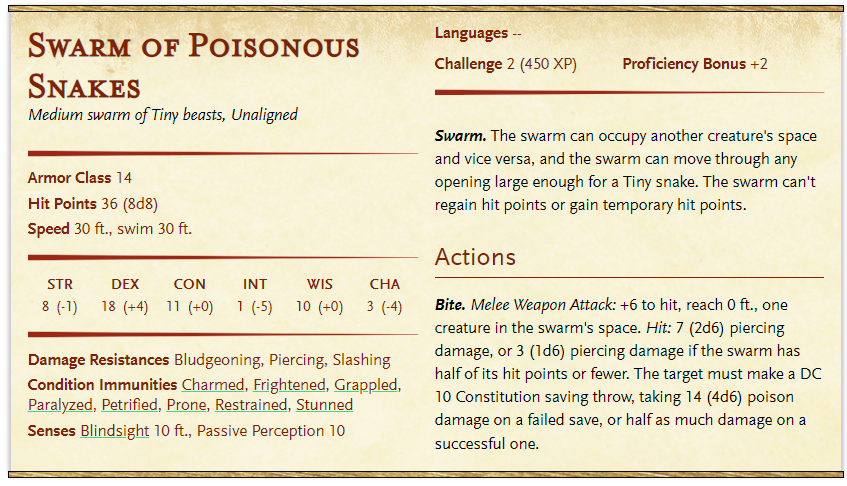 Swarm of Poisonous
Snakes
Medium swarm of Tiny beasts, Unaligned
Armor Class 14
Hit Points 36 (8d8)
Speed 30 ft., swim 30 ft.
STR DEX CON INT WIS CHA
8 (-1) 18 (+4) 11 (+0) 1 (-5) 10 (+0) 3 (-4)
Damage Resistances Bludgeoning, Piercing, Slashing
Condition Immunities Charmed, Frightened, Grappled,
Paralyzed, Petrified, Prone, Restrained, Stunned
Senses Blindsight 10 ft., Passive Perception 10
Languages --
Challenge 2 (450 XP) Proficiency Bonus +2
Swarm. The swarm can occupy another creature's space
and vice versa, and the swarm can move through any
opening large enough for a Tiny snake. The swarm can't
regain hit points or gain temporary hit points.
Actions
Bite. Melee Weapon Attack: +6 to hit, reach 0 ft., one
creature in the swarm's space. Hit: 7 (2d6) piercing
damage, or 3 (1d6) piercing damage if the swarm has
half of its hit points or fewer. The target must make a DC
10 Constitution saving throw, taking 14 (4d6) poison
damage on a failed save, or half as much damage on a
successful one.